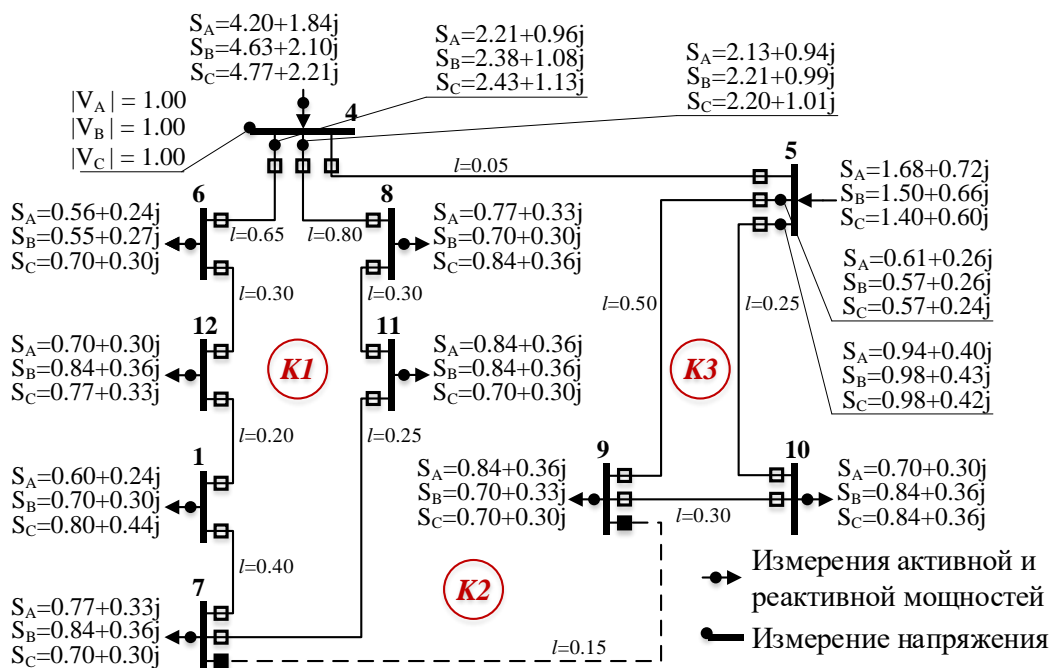 S_A=4.20+1.84j
S_B=4.63+2.10j
S_C=4.77+2.21j
S_A=2.21+0.96j
S_B=2.38+1.08j
S_C=2.43+1.13j
S_A=2.13+0.94j
S_B=2.21+0.99j
S_C=2.20+1.01j
|V_A| = 1.00
|V_B| = 1.00
|V_C| = 1.00
4
l=0.05
5
S_A=1.68+0.72j
S_B=1.50+0.66j
S_C=1.40+0.60j
6
S_A=0.56+0.24j
S_B=0.55+0.27j
S_C=0.70+0.30j
l=0.65
l=0.80
8
S_A=0.77+0.33j
S_B=0.70+0.30j
S_C=0.84+0.36j
l=0.30
l=0.30
l=0.50
l=0.25
S_A=0.61+0.26j
S_B=0.57+0.26j
S_C=0.57+0.24j
12
S_A=0.70+0.30j
S_B=0.84+0.36j
S_C=0.77+0.33j
K1
11
S_A=0.84+0.36j
S_B=0.84+0.36j
S_C=0.70+0.30j
K3
S_A=0.94+0.40j
S_B=0.98+0.43j
S_C=0.98+0.42j
l=0.20
l=0.25
1
S_A=0.60+0.24j
S_B=0.70+0.30j
S_C=0.80+0.44j
9
S_A=0.84+0.36j
S_B=0.70+0.33j
S_C=0.70+0.30j
l=0.30
10
S_A=0.70+0.30j
S_B=0.84+0.36j
S_C=0.84+0.36j
l=0.40
K2
7
S_A=0.77+0.33j
S_B=0.84+0.36j
S_C=0.70+0.30j
l=0.15
Измерения активной и
реактивной мощностей
Измерение напряжения